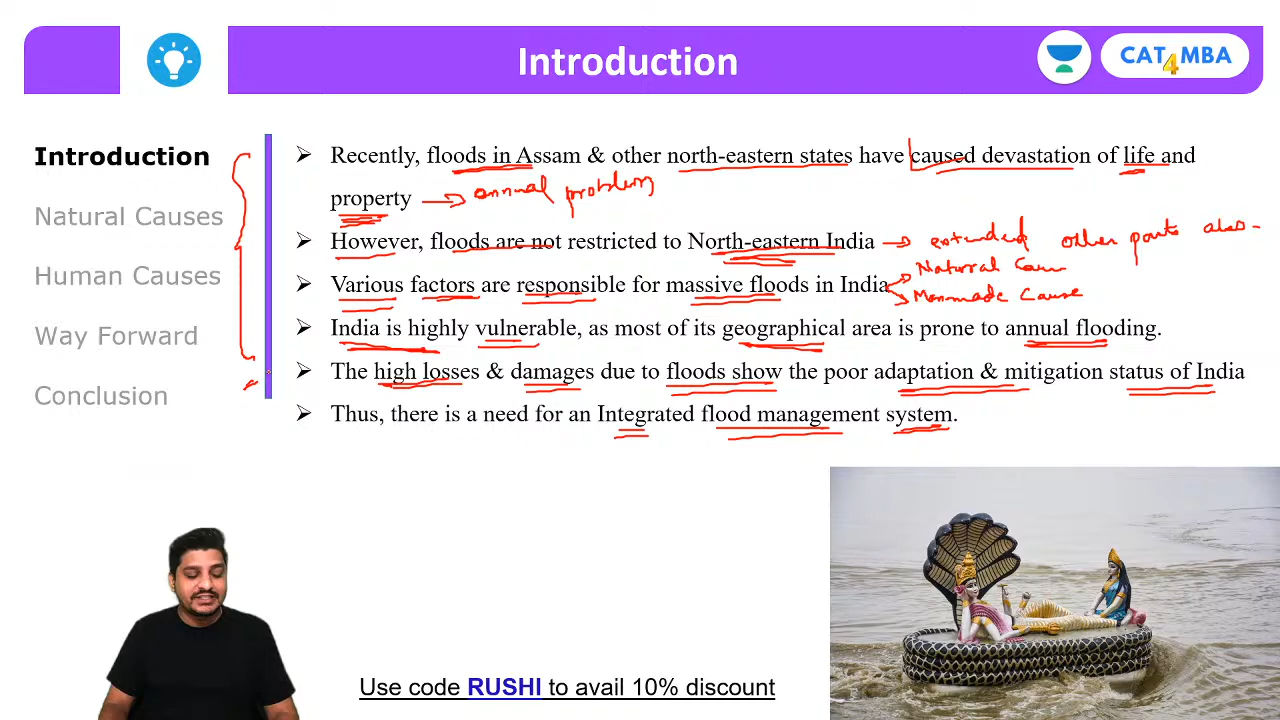 Introduction
CAT4MBA
Introduction
Natural Causes
Human Causes
Way Forward
Conclusion
➢ Recently, floods in Assam & other north-eastern states have caused devastation of life and
property → annual problem
➢ However, floods are not restricted to North-eastern India → extended other parts also
Natural Cause
➢ Various factors are responsible for massive floods in India
Manmade Cause
➢ India is highly vulnerable, as most of its geographical area is prone to annual flooding.
➢ The high losses & damages due to floods show the poor adaptation & mitigation status of India
➢ Thus, there is a need for an Integrated flood management system.
Use code RUSHI to avail 10% discount